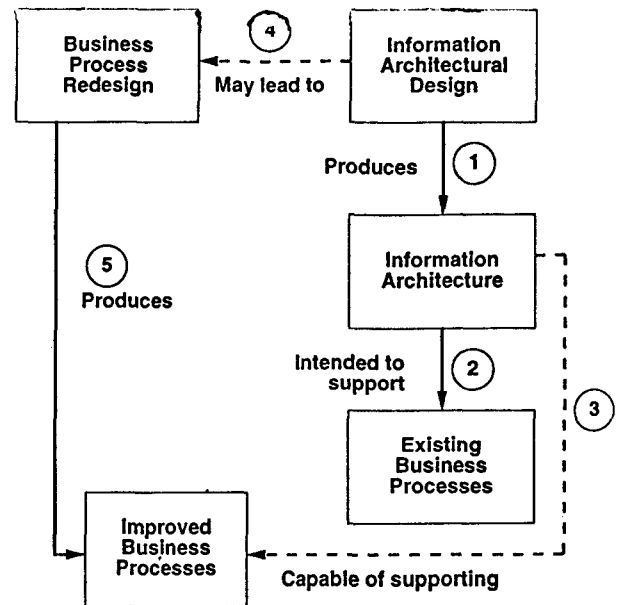 Business
Process
Redesign
4
May lead to
Information
Architectural
Design
Produces
1
Information
Architecture
5
Produces
Intended to
support
2
3
Existing
Business
Processes
Improved
Business
Processes
Capable of supporting